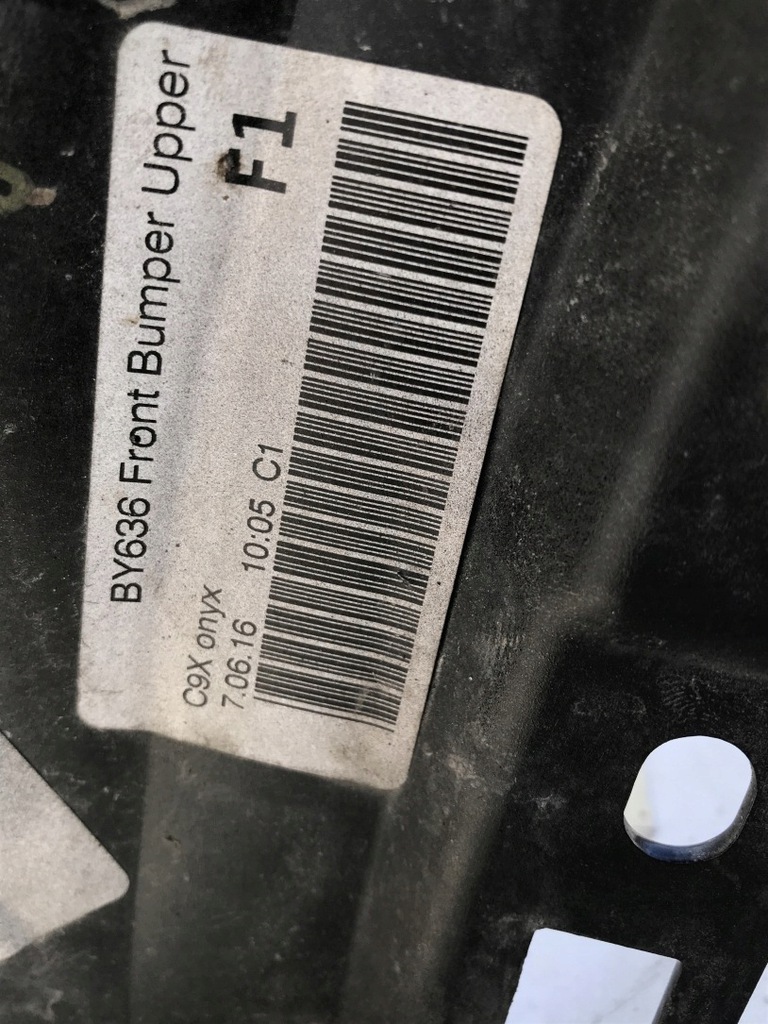 BY636 Front Bumper Upper
F1
C9X onyx
7.06.16 10:05 C1